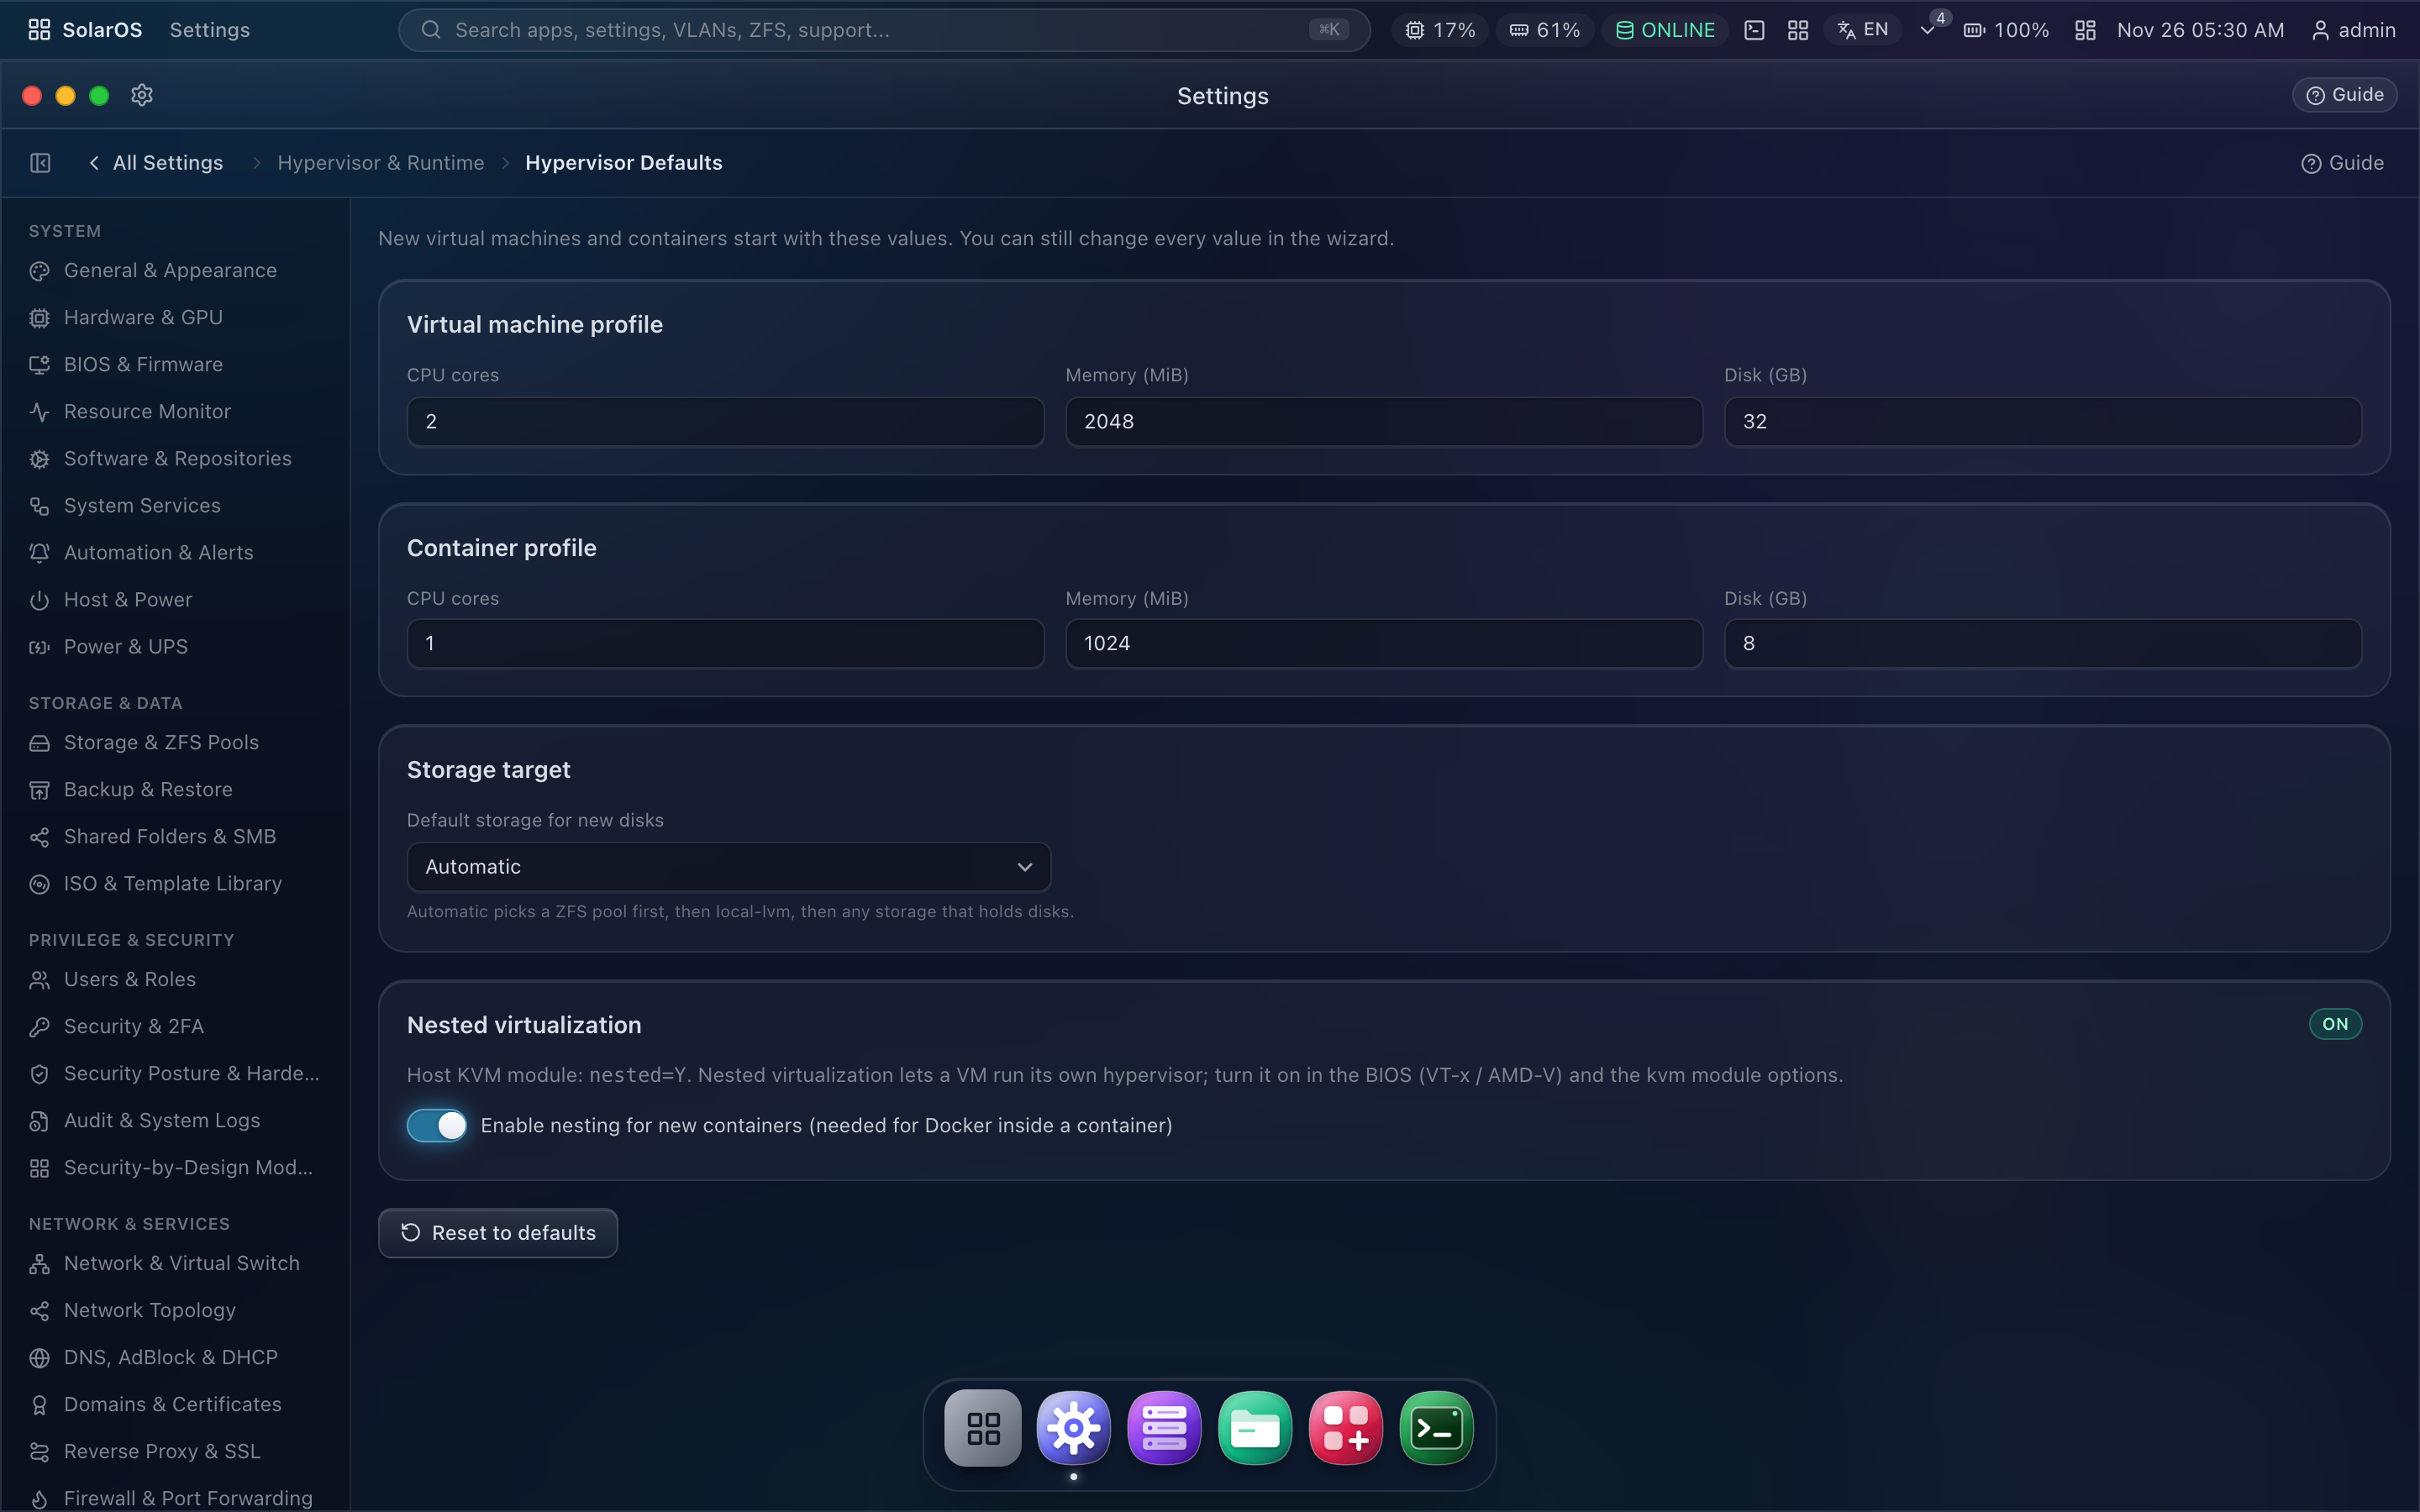 SolarOS Settings Search apps, settings, VLANs, ZFS, support... ⌘K 17% 61% ONLINE EN 4 100% Nov 26 05:30 AM admin
Settings Guide
All Settings Hypervisor & Runtime Hypervisor Defaults Guide
SYSTEM
General & Appearance
Hardware & GPU
BIOS & Firmware
Resource Monitor
Software & Repositories
System Services
Automation & Alerts
Host & Power
Power & UPS
STORAGE & DATA
Storage & ZFS Pools
Backup & Restore
Shared Folders & SMB
ISO & Template Library
PRIVILEGE & SECURITY
Users & Roles
Security & 2FA
Security Posture & Harde...
Audit & System Logs
Security-by-Design Mod...
NETWORK & SERVICES
Network & Virtual Switch
Network Topology
DNS, AdBlock & DHCP
Domains & Certificates
Reverse Proxy & SSL
Firewall & Port Forwarding
New virtual machines and containers start with these values. You can still change every value in the wizard.
Virtual machine profile
CPU cores Memory (MiB) Disk (GB)
2 2048 32
Container profile
CPU cores Memory (MiB) Disk (GB)
1 1024 8
Storage target
Default storage for new disks
Automatic
Automatic picks a ZFS pool first, then local-lvm, then any storage that holds disks.
Nested virtualization ON
Host KVM module: nested=Y. Nested virtualization lets a VM run its own hypervisor; turn it on in the BIOS (VT-x / AMD-V) and the kvm module options.
Enable nesting for new containers (needed for Docker inside a container)
Reset to defaults